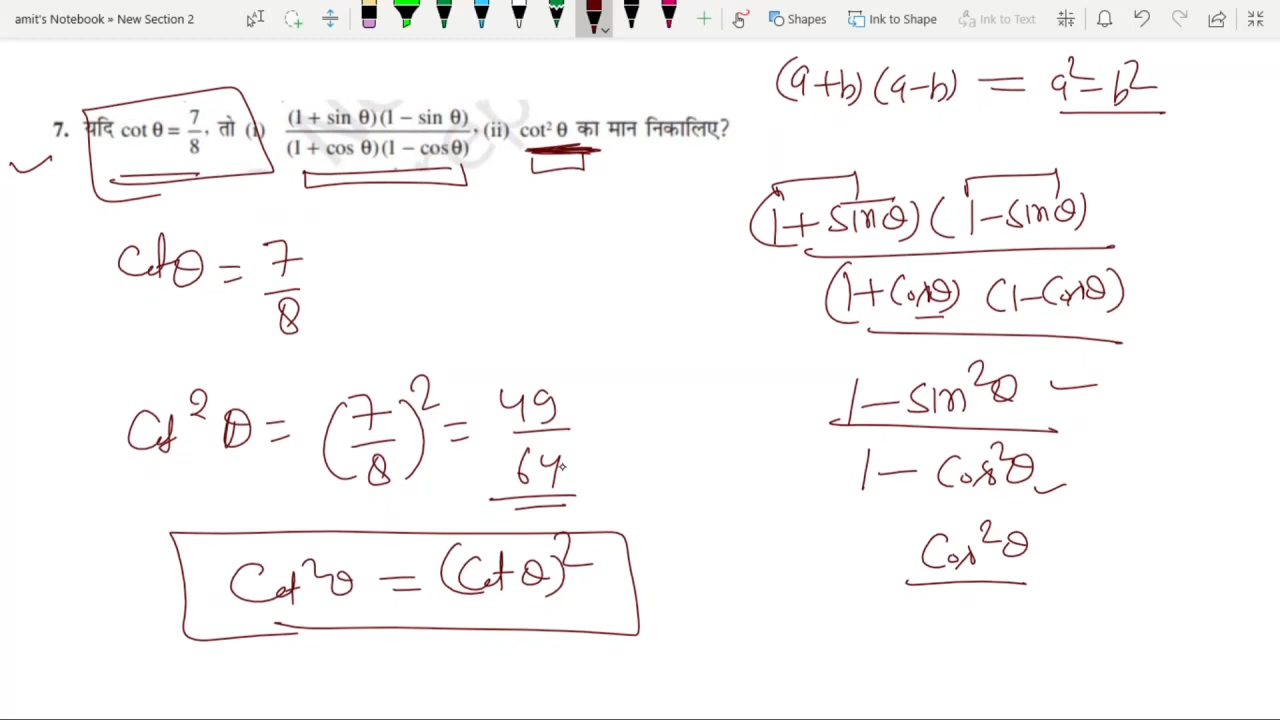 amit's Notebook » New Section 2
Shapes
Ink to Shape
Ink to Text
7. यदि cot θ = 7/8, तो (i) (1 + sin θ)(1 − sin θ)/(1 + cos θ)(1 − cosθ), (ii) cot² θ का मान निकालिए?
Cotθ = 7/8
Cot²θ = (7/8)² = 49/64
Cot²θ = (Cotθ)²
(a+b)(a−b) = a²−b²
(1+sinθ)(1−sinθ)
(1+Cosθ)(1−Cosθ)
1−sin²θ
1−Cos²θ
Cos²θ